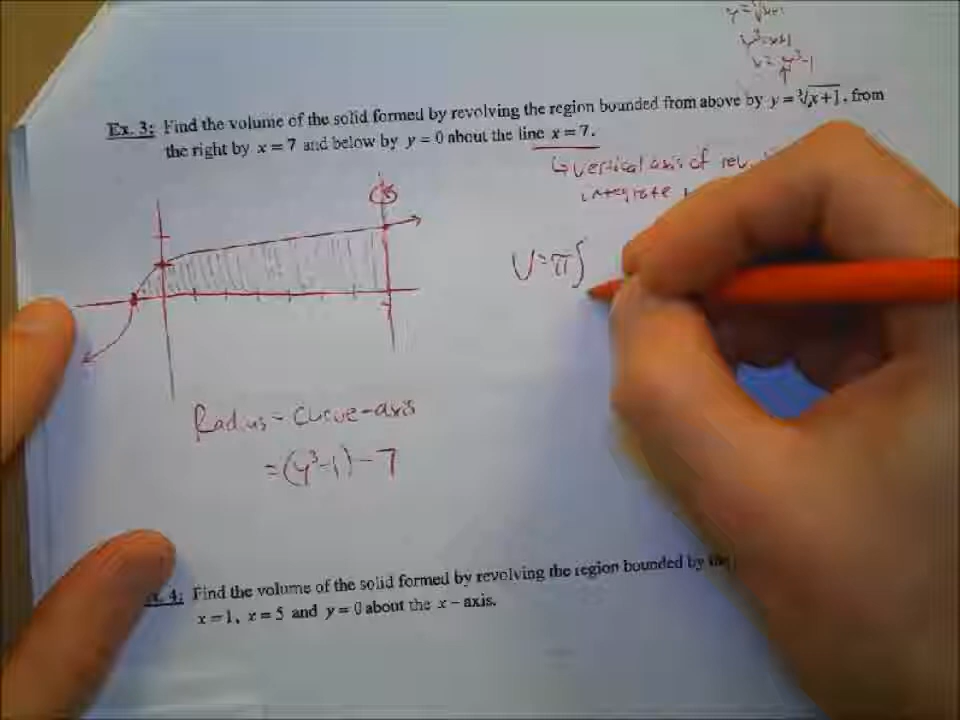 y = ∛x+1
y³ = x+1
x = y³-1
Ex. 3: Find the volume of the solid formed by revolving the region bounded from above by y = ∛x+1, from
the right by x = 7 and below by y = 0 about the line x = 7.
↳ vertical axis of
integrate
V = π∫
Radius = curve - axis
= (y³-1) - 7
4: Find the volume of the solid formed by revolving the region bounded by
x = 1, x = 5 and y = 0 about the x – axis.